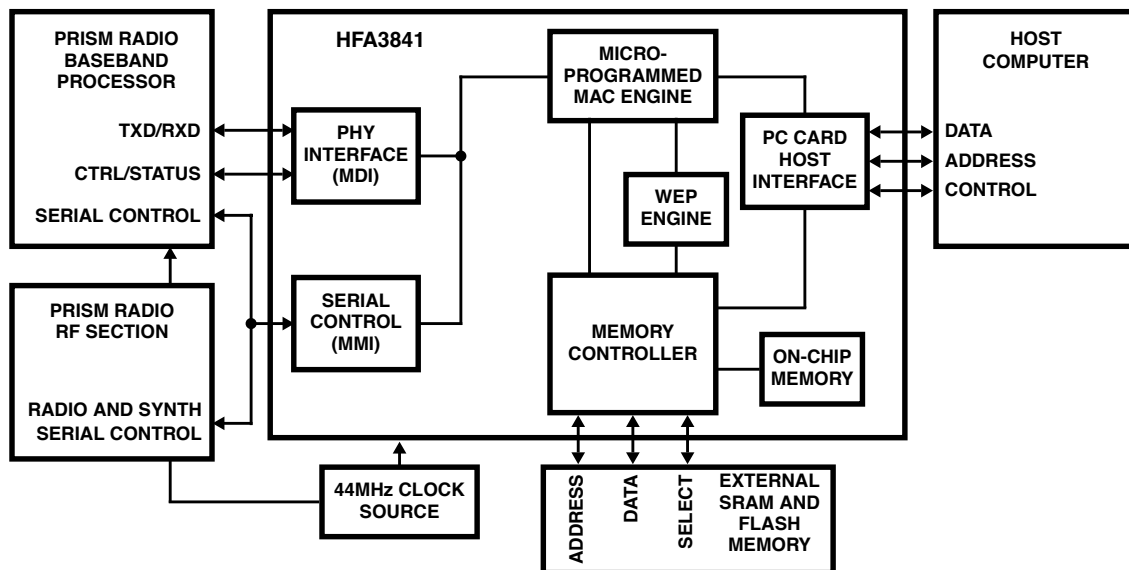 PRISM RADIO
BASEBAND
PROCESSOR
TXD/RXD
CTRL/STATUS
SERIAL CONTROL
PRISM RADIO
RF SECTION
RADIO AND SYNTH
SERIAL CONTROL
HFA3841
PHY
INTERFACE
(MDI)
SERIAL
CONTROL
(MMI)
MICRO-
PROGRAMMED
MAC ENGINE
WEP
ENGINE
PC CARD
HOST
INTERFACE
MEMORY
CONTROLLER
ON-CHIP
MEMORY
HOST
COMPUTER
DATA
ADDRESS
CONTROL
44MHz CLOCK
SOURCE
ADDRESS
DATA
SELECT
EXTERNAL
SRAM AND
FLASH
MEMORY